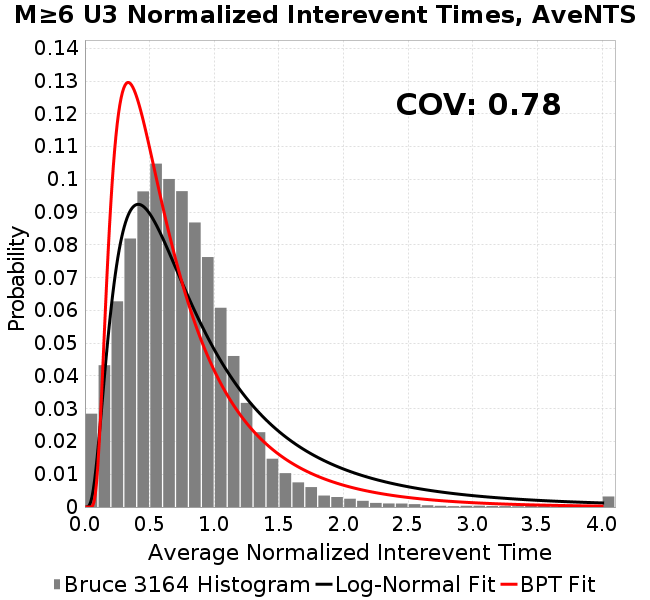 M≥6 U3 Normalized Interevent Times, AveNTS
COV: 0.78
0.14
0.13
0.12
0.11
0.1
0.09
0.08
0.07
0.06
0.05
0.04
0.03
0.02
0.01
0
Probability
0.0 0.5 1.0 1.5 2.0 2.5 3.0 3.5 4.0
Average Normalized Interevent Time
Bruce 3164 Histogram Log-Normal Fit BPT Fit